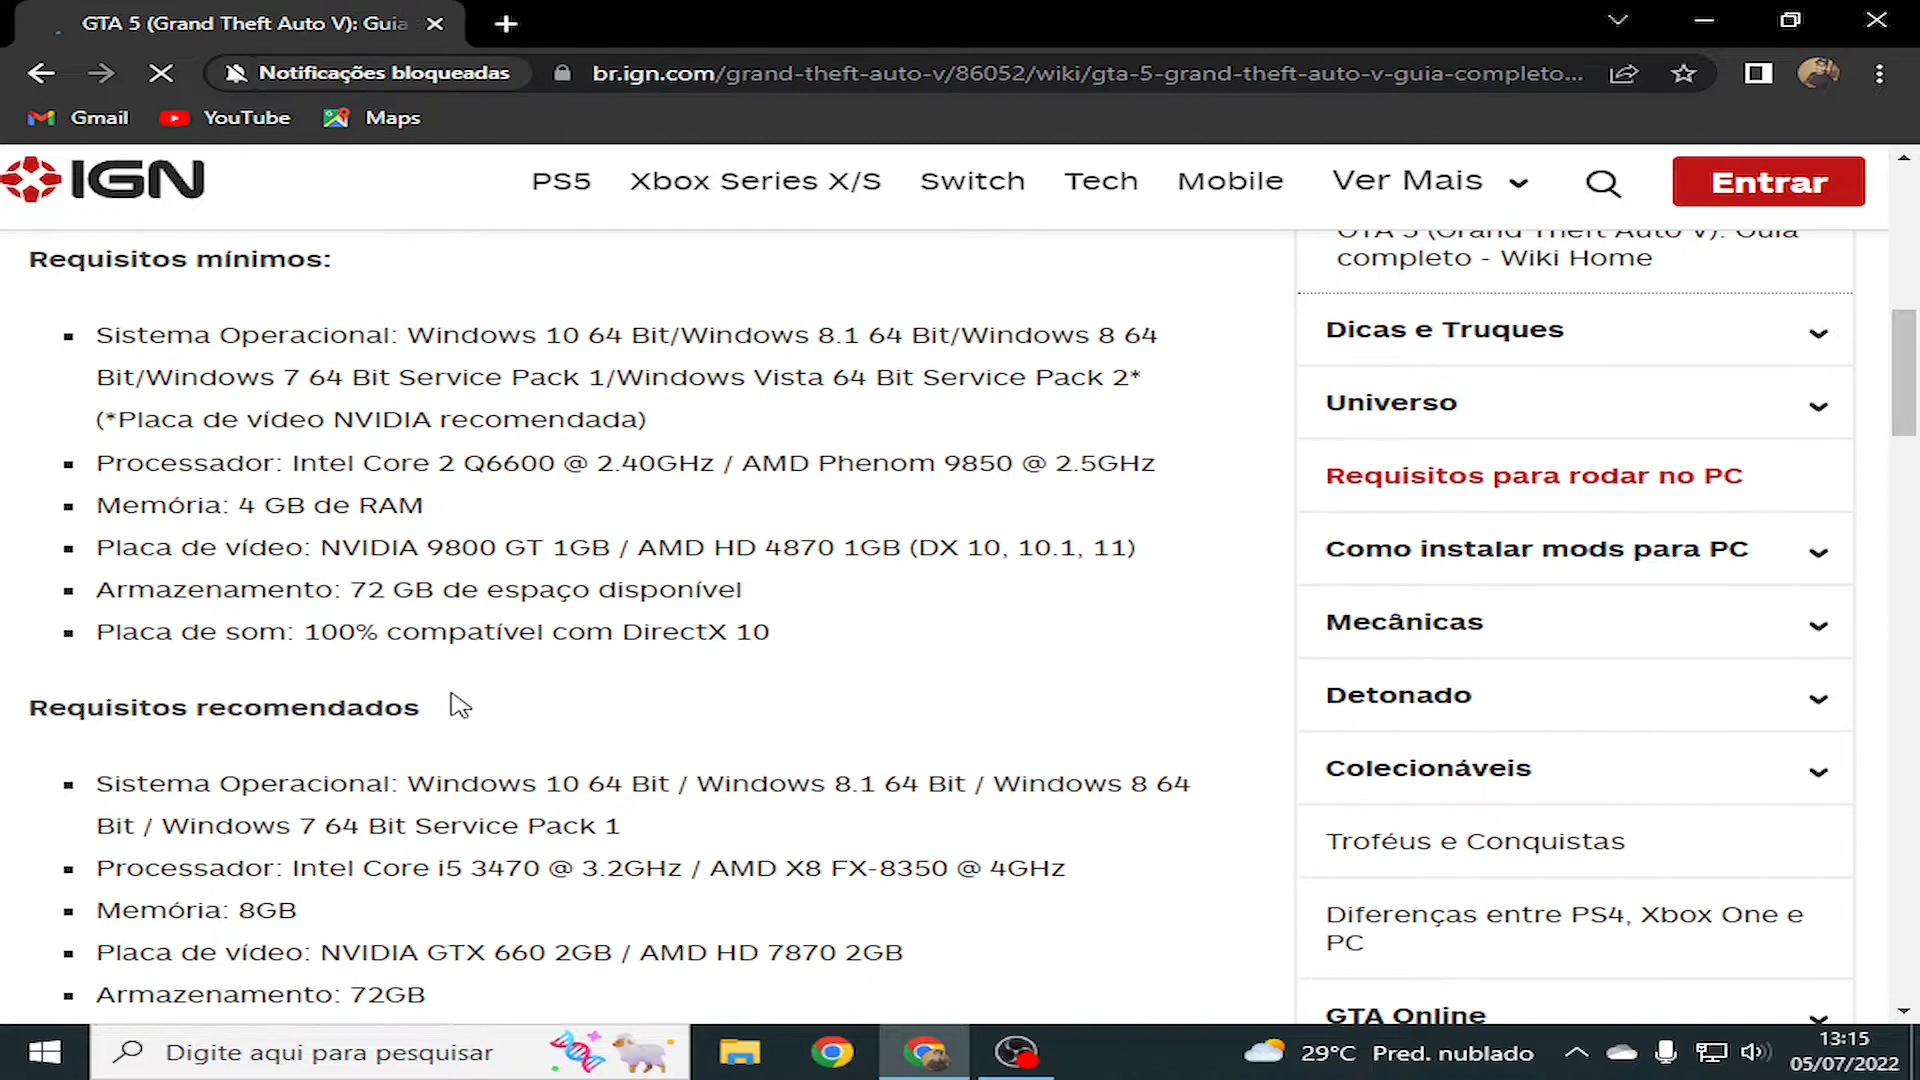 GTA 5 (Grand Theft Auto V): Guia
Notificações bloqueadas
br.ign.com/grand-theft-auto-v/86052/wiki/gta-5-grand-theft-auto-v-guia-completo...
Gmail
YouTube
Maps
IGN
PS5
Xbox Series X/S
Switch
Tech
Mobile
Ver Mais
Entrar
Requisitos mínimos:
Sistema Operacional: Windows 10 64 Bit/Windows 8.1 64 Bit/Windows 8 64
Bit/Windows 7 64 Bit Service Pack 1/Windows Vista 64 Bit Service Pack 2*
(*Placa de vídeo NVIDIA recomendada)
Processador: Intel Core 2 Q6600 @ 2.40GHz / AMD Phenom 9850 @ 2.5GHz
Memória: 4 GB de RAM
Placa de vídeo: NVIDIA 9800 GT 1GB / AMD HD 4870 1GB (DX 10, 10.1, 11)
Armazenamento: 72 GB de espaço disponível
Placa de som: 100% compatível com DirectX 10
Requisitos recomendados
Sistema Operacional: Windows 10 64 Bit / Windows 8.1 64 Bit / Windows 8 64
Bit / Windows 7 64 Bit Service Pack 1
Processador: Intel Core i5 3470 @ 3.2GHz / AMD X8 FX-8350 @ 4GHz
Memória: 8GB
Placa de vídeo: NVIDIA GTX 660 2GB / AMD HD 7870 2GB
Armazenamento: 72GB
GTA 5 (Grand Theft Auto V): Guia
completo - Wiki Home
Dicas e Truques
Universo
Requisitos para rodar no PC
Como instalar mods para PC
Mecânicas
Detonado
Colecionáveis
Troféus e Conquistas
Diferenças entre PS4, Xbox One e
PC
GTA Online
Digite aqui para pesquisar
29°C Pred. nublado
13:15
05/07/2022